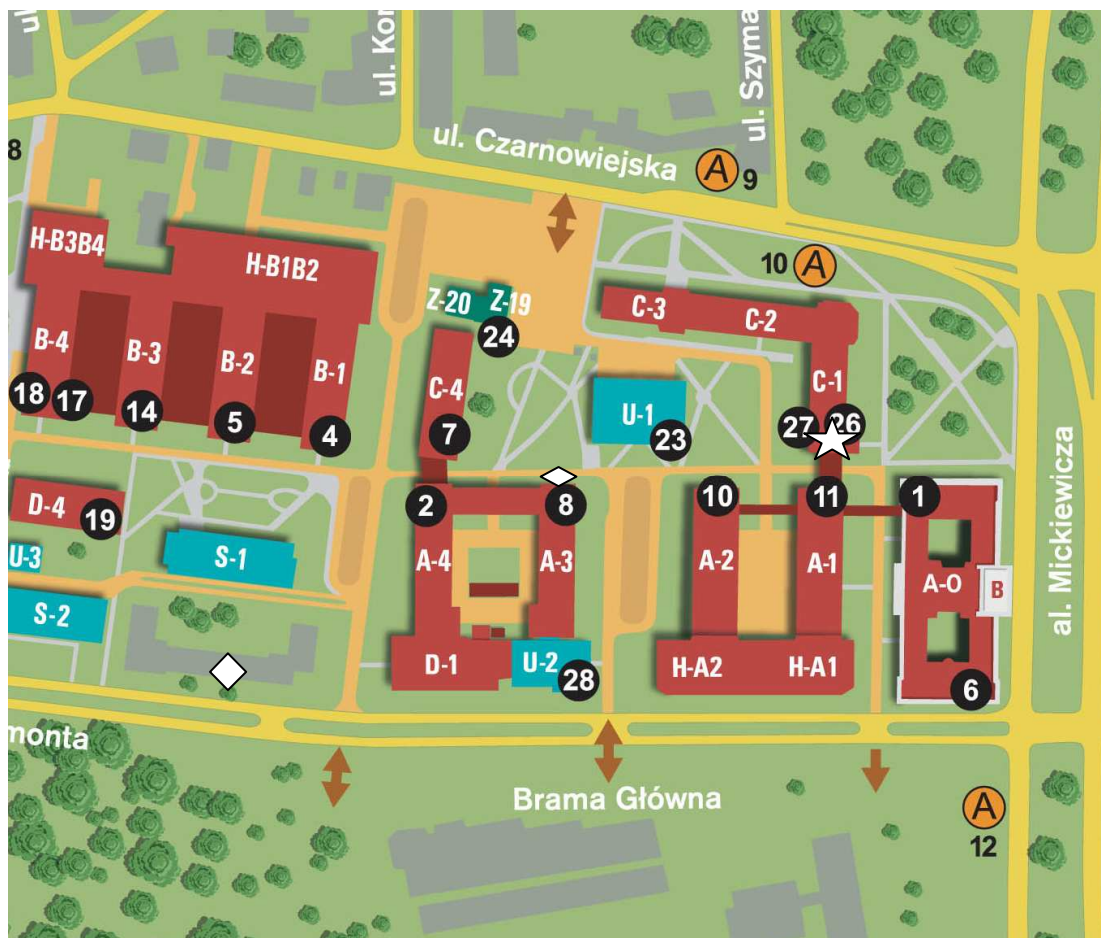 ul.
ul. Kor
ul. Szyma
ul. Czarnowiejska
A
9
8
10
A
H-B3B4
H-B1B2
Z-20
Z-19
24
C-3
C-2
B-4
B-3
B-2
B-1
C-4
U-1
C-1
18
17
14
5
4
7
23
27
26
D-4
19
2
8
10
11
1
U-3
S-1
A-4
A-3
A-2
A-1
A-0
B
S-2
D-1
U-2
28
H-A2
H-A1
6
al. Mickiewicza
monta
Brama Główna
A
12